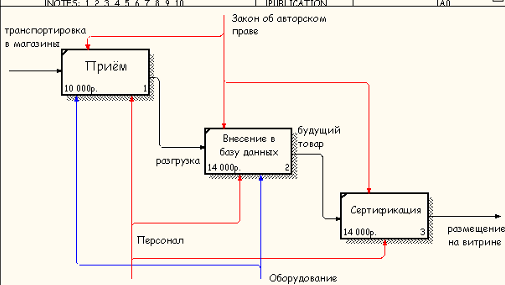 NOTES: 1 2 3 4 5 6 7 8 9 10
PUBLICATION
A0
Закон об авторском
праве
транспортировка
в магазины
Приём
10 000р. 1
разгрузка
Внесение в
базу данных
14 000р. 2
будущий
товар
Сертификация
14 000р. 3
размещение
на витрине
Персонал
Оборудование